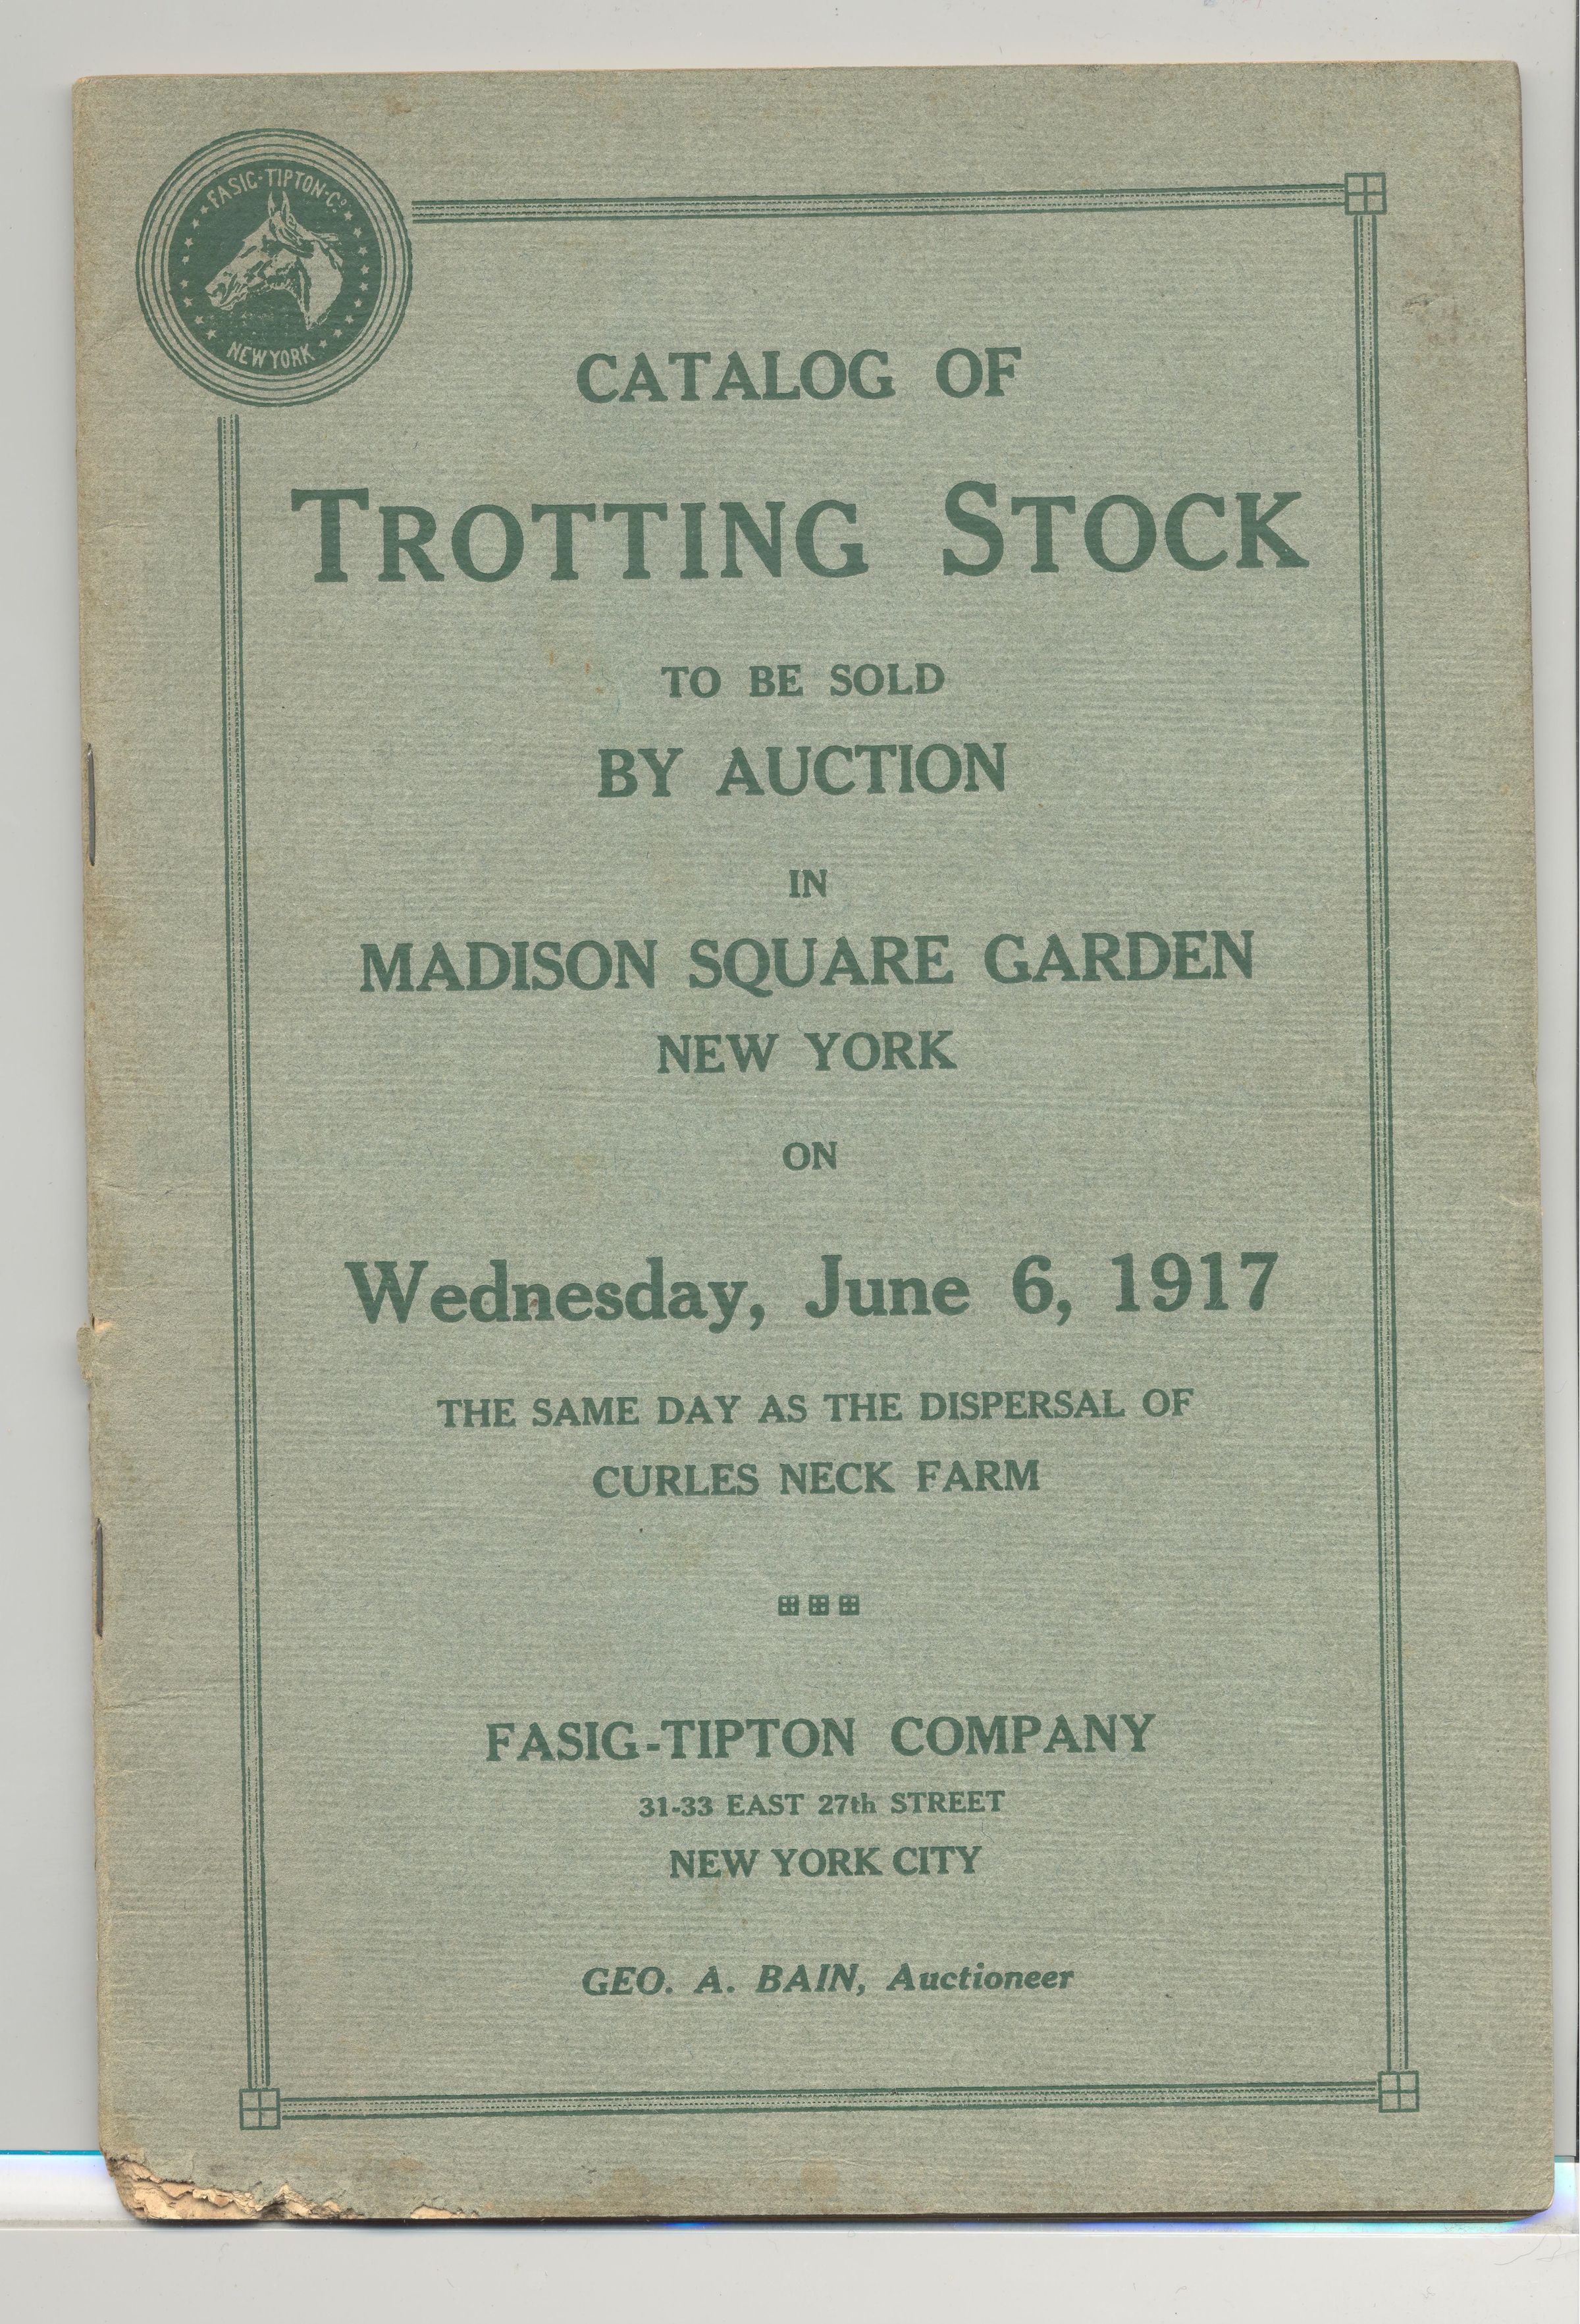 FASIG-TIPTON-Cº
NEW YORK
CATALOG OF
TROTTING STOCK
TO BE SOLD
BY AUCTION
IN
MADISON SQUARE GARDEN
NEW YORK
ON
Wednesday, June 6, 1917
THE SAME DAY AS THE DISPERSAL OF
CURLES NECK FARM
FASIG-TIPTON COMPANY
31-33 EAST 27th STREET
NEW YORK CITY
GEO. A. BAIN, Auctioneer